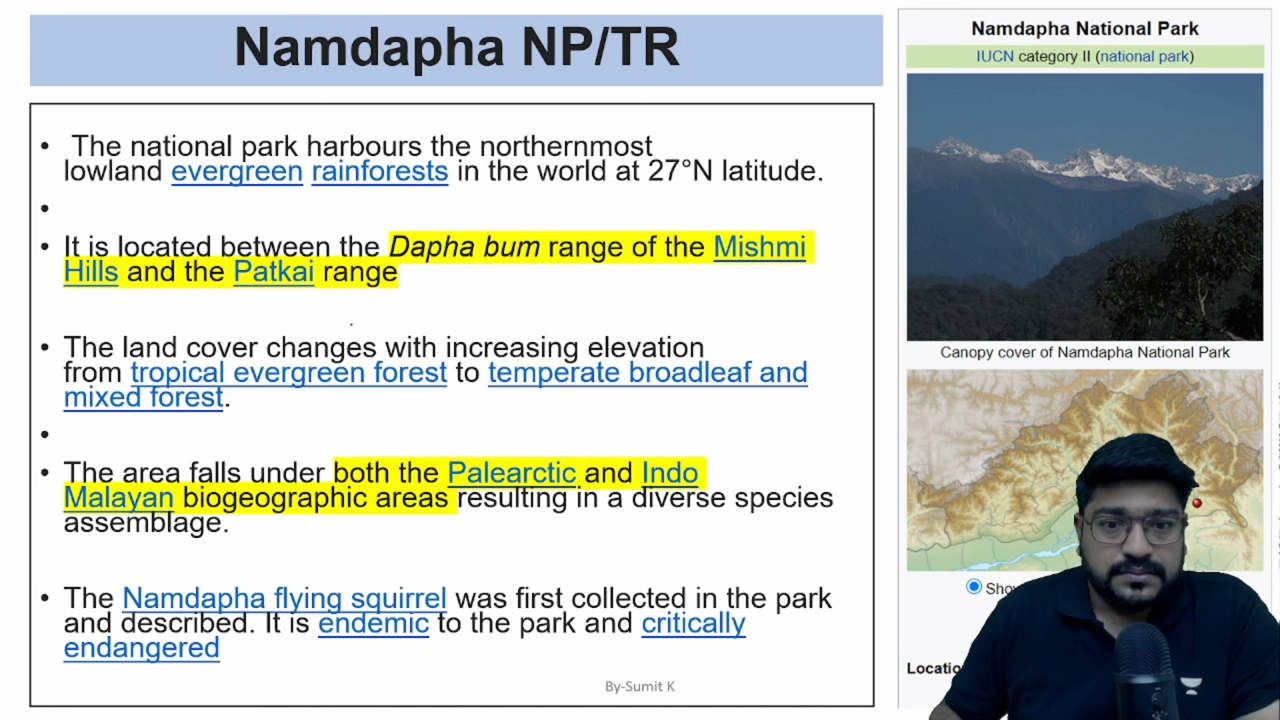 Namdapha NP/TR
• The national park harbours the northernmost
lowland evergreen rainforests in the world at 27°N latitude.
•
• It is located between the Dapha bum range of the Mishmi
Hills and the Patkai range
• The land cover changes with increasing elevation
from tropical evergreen forest to temperate broadleaf and
mixed forest.
•
• The area falls under both the Palearctic and Indo
Malayan biogeographic areas resulting in a diverse species
assemblage.
• The Namdapha flying squirrel was first collected in the park
and described. It is endemic to the park and critically
endangered
By-Sumit K
Namdapha National Park
IUCN category II (national park)
Canopy cover of Namdapha National Park